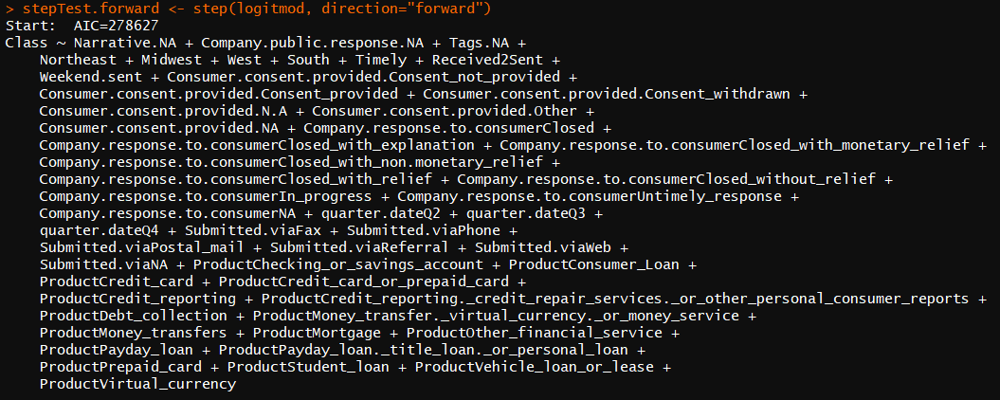 > stepTest.forward <- step(logitmod, direction="forward")
Start:  AIC=278627
Class ~ Narrative.NA + Company.public.response.NA + Tags.NA +
    Northeast + Midwest + West + South + Timely + Received2Sent +
    Weekend.sent + Consumer.consent.provided.Consent_not_provided +
    Consumer.consent.provided.Consent_provided + Consumer.consent.provided.Consent_withdrawn +
    Consumer.consent.provided.N.A + Consumer.consent.provided.Other +
    Consumer.consent.provided.NA + Company.response.to.consumerClosed +
    Company.response.to.consumerClosed_with_explanation + Company.response.to.consumerClosed_with_monetary_relief +
    Company.response.to.consumerClosed_with_non.monetary_relief +
    Company.response.to.consumerClosed_with_relief + Company.response.to.consumerClosed_without_relief +
    Company.response.to.consumerIn_progress + Company.response.to.consumerUntimely_response +
    Company.response.to.consumerNA + quarter.dateQ2 + quarter.dateQ3 +
    quarter.dateQ4 + Submitted.viaFax + Submitted.viaPhone +
    Submitted.viaPostal_mail + Submitted.viaReferral + Submitted.viaWeb +
    Submitted.viaNA + ProductChecking_or_savings_account + ProductConsumer_Loan +
    ProductCredit_card + ProductCredit_card_or_prepaid_card +
    ProductCredit_reporting + ProductCredit_reporting._credit_repair_services._or_other_personal_consumer_reports +
    ProductDebt_collection + ProductMoney_transfer._virtual_currency._or_money_service +
    ProductMoney_transfers + ProductMortgage + ProductOther_financial_service +
    ProductPayday_loan + ProductPayday_loan._title_loan._or_personal_loan +
    ProductPrepaid_card + ProductStudent_loan + ProductVehicle_loan_or_lease +
    ProductVirtual_currency